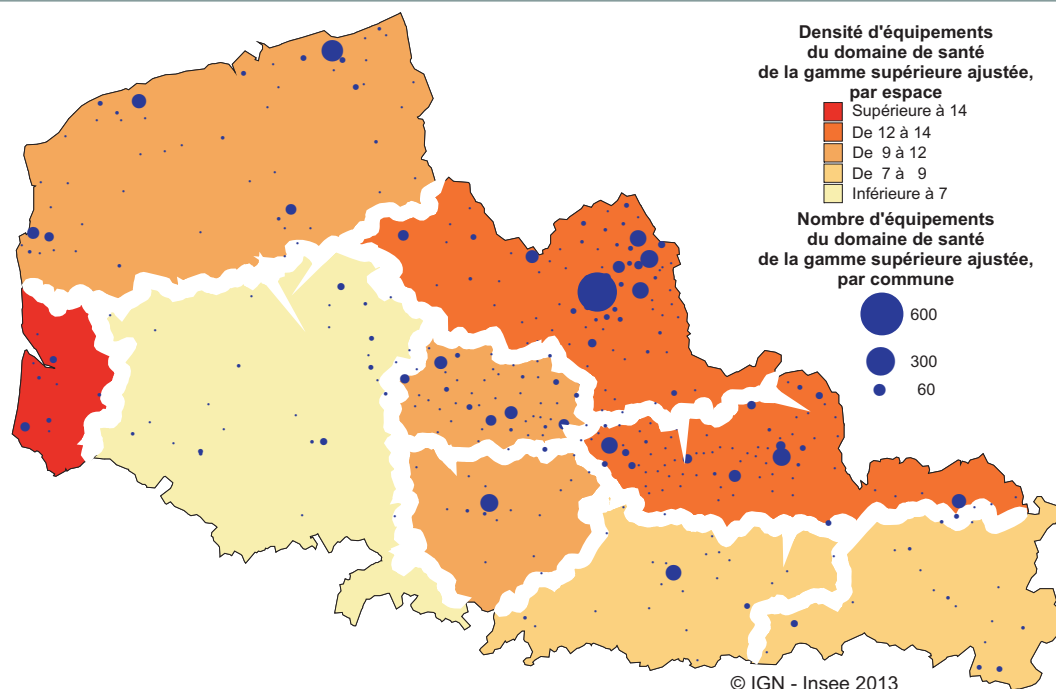 Densité d'équipements
du domaine de santé
de la gamme supérieure ajustée,
par espace
Supérieure à 14
De 12 à 14
De 9 à 12
De 7 à 9
Inférieure à 7
Nombre d'équipements
du domaine de santé
de la gamme supérieure ajustée,
par commune
600
300
60
© IGN - Insee 2013